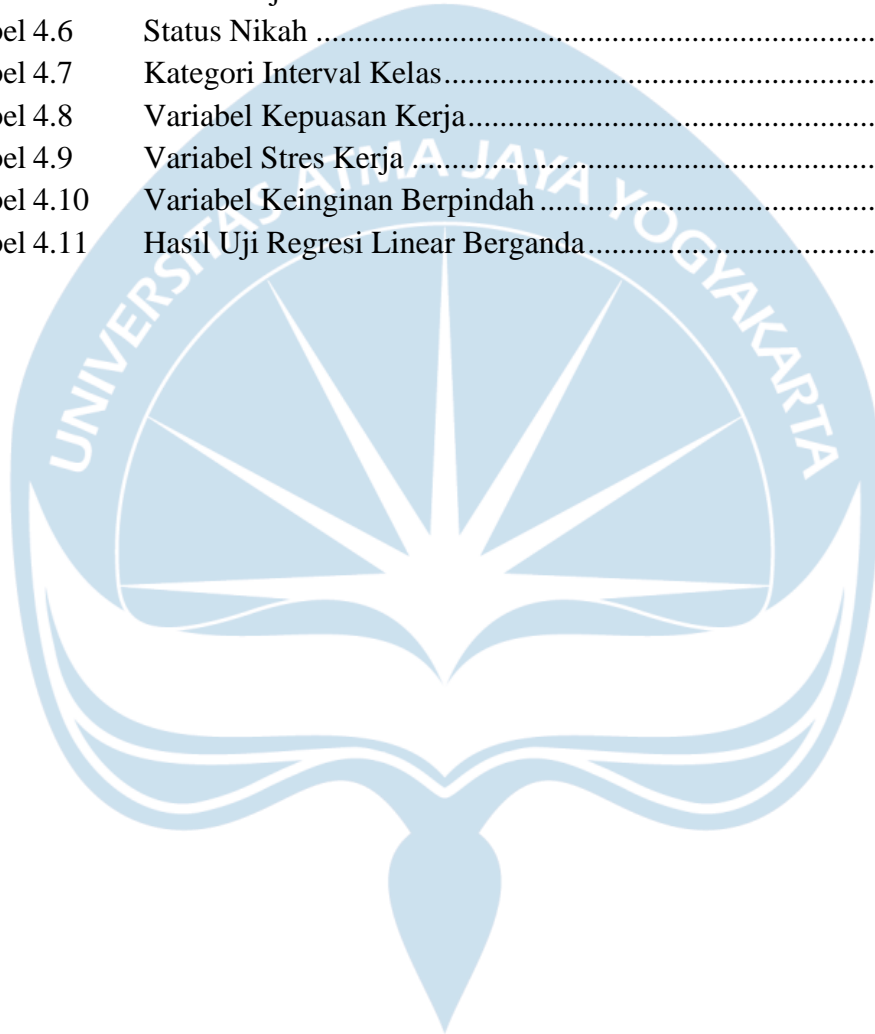 bel 4.6 Status Nikah ......................................................................
bel 4.7 Kategori Interval Kelas......................................................
bel 4.8 Variabel Kepuasan Kerja...................................................
bel 4.9 Variabel Stres Kerja ..........................................................
bel 4.10 Variabel Keinginan Berpindah ..........................................
bel 4.11 Hasil Uji Regresi Linear Berganda....................................
UNIVERSITAS ATMA JAYA YOGYAKARTA